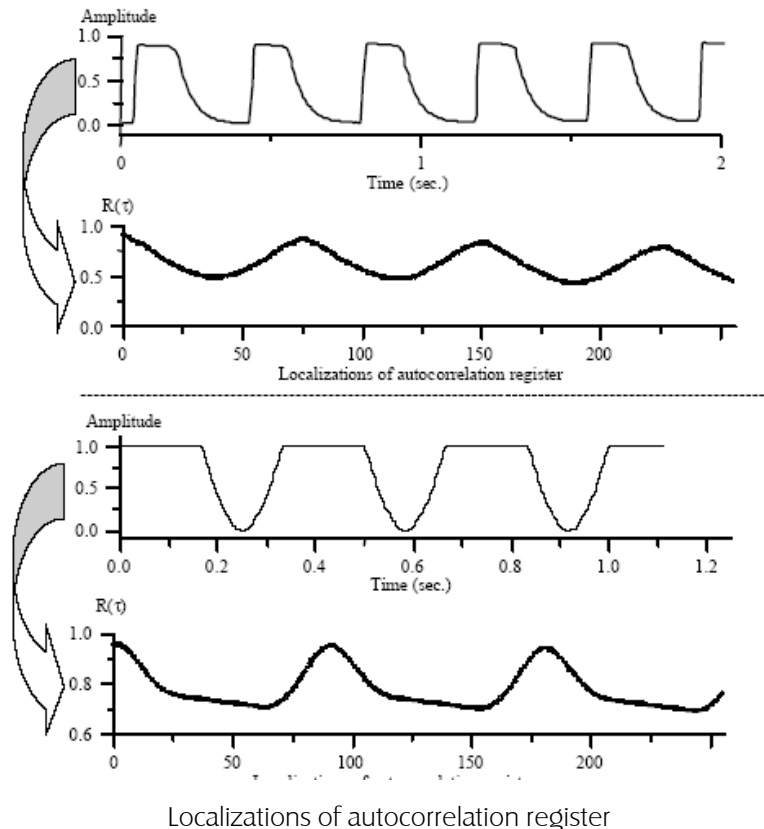 Amplitude
1.0
0.5
0.0
0 1 2
Time (sec.)
R(τ)
1.0
0.5
0.0
0 50 100 150 200
Localizations of autocorrelation register
Amplitude
1.0
0.5
0.0
0.0 0.2 0.4 0.6 0.8 1.0 1.2
Time (sec.)
R(τ)
1.0
0.8
0.6
0 50 100 150 200
Localizations of autocorrelation register